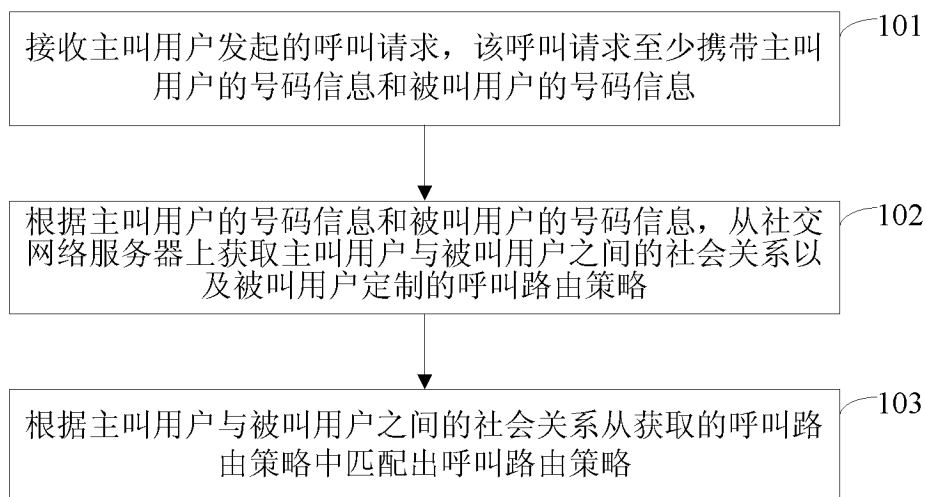 接收主叫用户发起的呼叫请求，该呼叫请求至少携带主叫
用户的号码信息和被叫用户的号码信息
101
根据主叫用户的号码信息和被叫用户的号码信息，从社交
网络服务器上获取主叫用户与被叫用户之间的社会关系以
及被叫用户定制的呼叫路由策略
102
根据主叫用户与被叫用户之间的社会关系从获取的呼叫路
由策略中匹配出呼叫路由策略
103